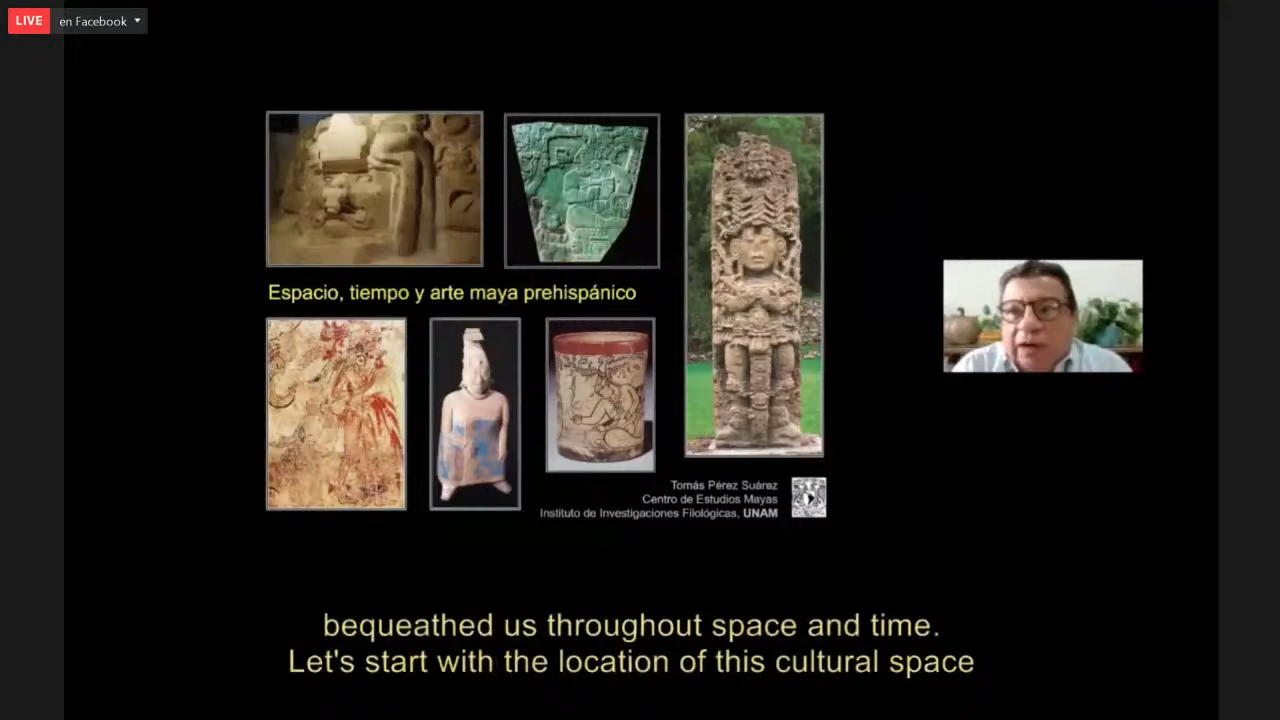 LIVE en Facebook
Espacio, tiempo y arte maya prehispánico
Tomás Pérez Suárez
Centro de Estudios Mayas
Instituto de Investigaciones Filológicas, UNAM
bequeathed us throughout space and time.
Let's start with the location of this cultural space